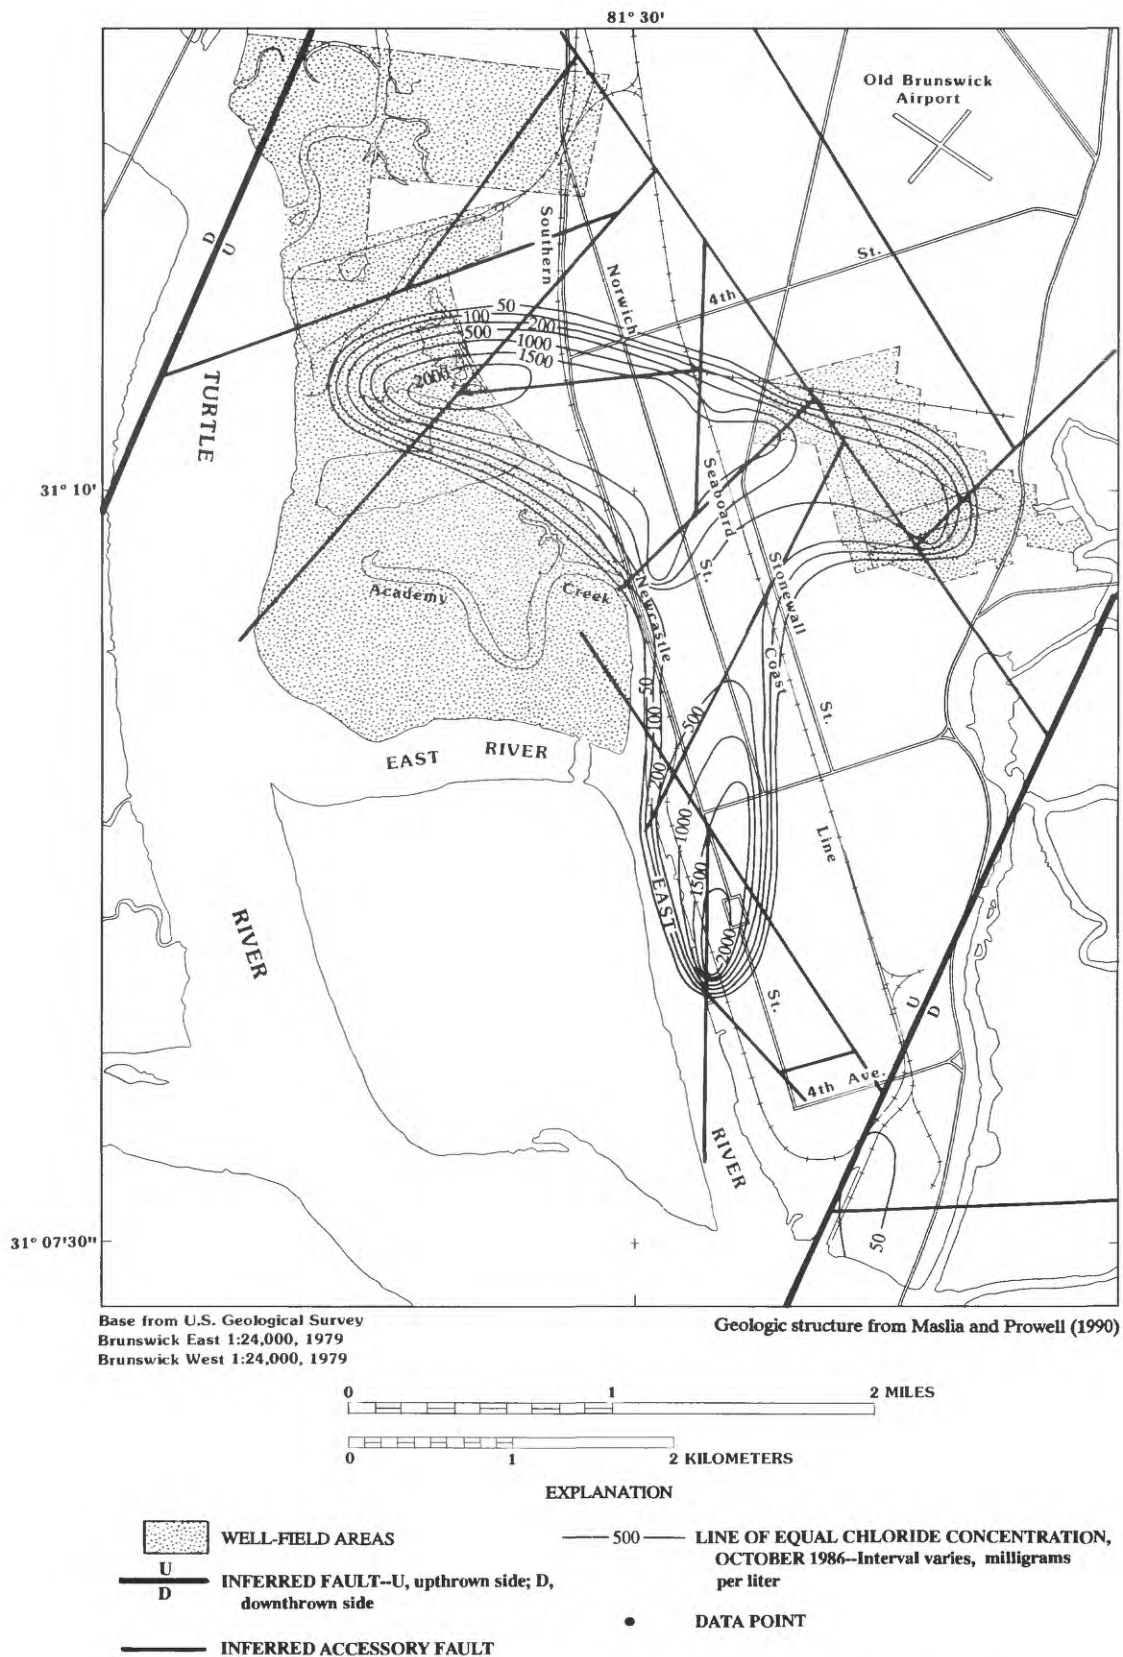 81° 30'
Old Brunswick
Airport
Southern
Norwich
4th St.
D
U
50
100
200
500
1000
1500
2000
TURTLE
31° 10'
Seaboard
St.
Stonewall
Academy Creek
Newcastle
Coast
50
100
500
St.
EAST RIVER
200
1000
Line
1500
EAST
2000
RIVER
St.
U
D
4th Ave.
RIVER
50
31° 07'30"
Base from U.S. Geological Survey
Brunswick East 1:24,000, 1979
Brunswick West 1:24,000, 1979
Geologic structure from Maslia and Prowell (1990)
0 1 2 MILES
0 1 2 KILOMETERS
EXPLANATION
WELL-FIELD AREAS
U
D
INFERRED FAULT--U, upthrown side; D,
downthrown side
INFERRED ACCESSORY FAULT
500
LINE OF EQUAL CHLORIDE CONCENTRATION,
OCTOBER 1986--Interval varies, milligrams
per liter
DATA POINT